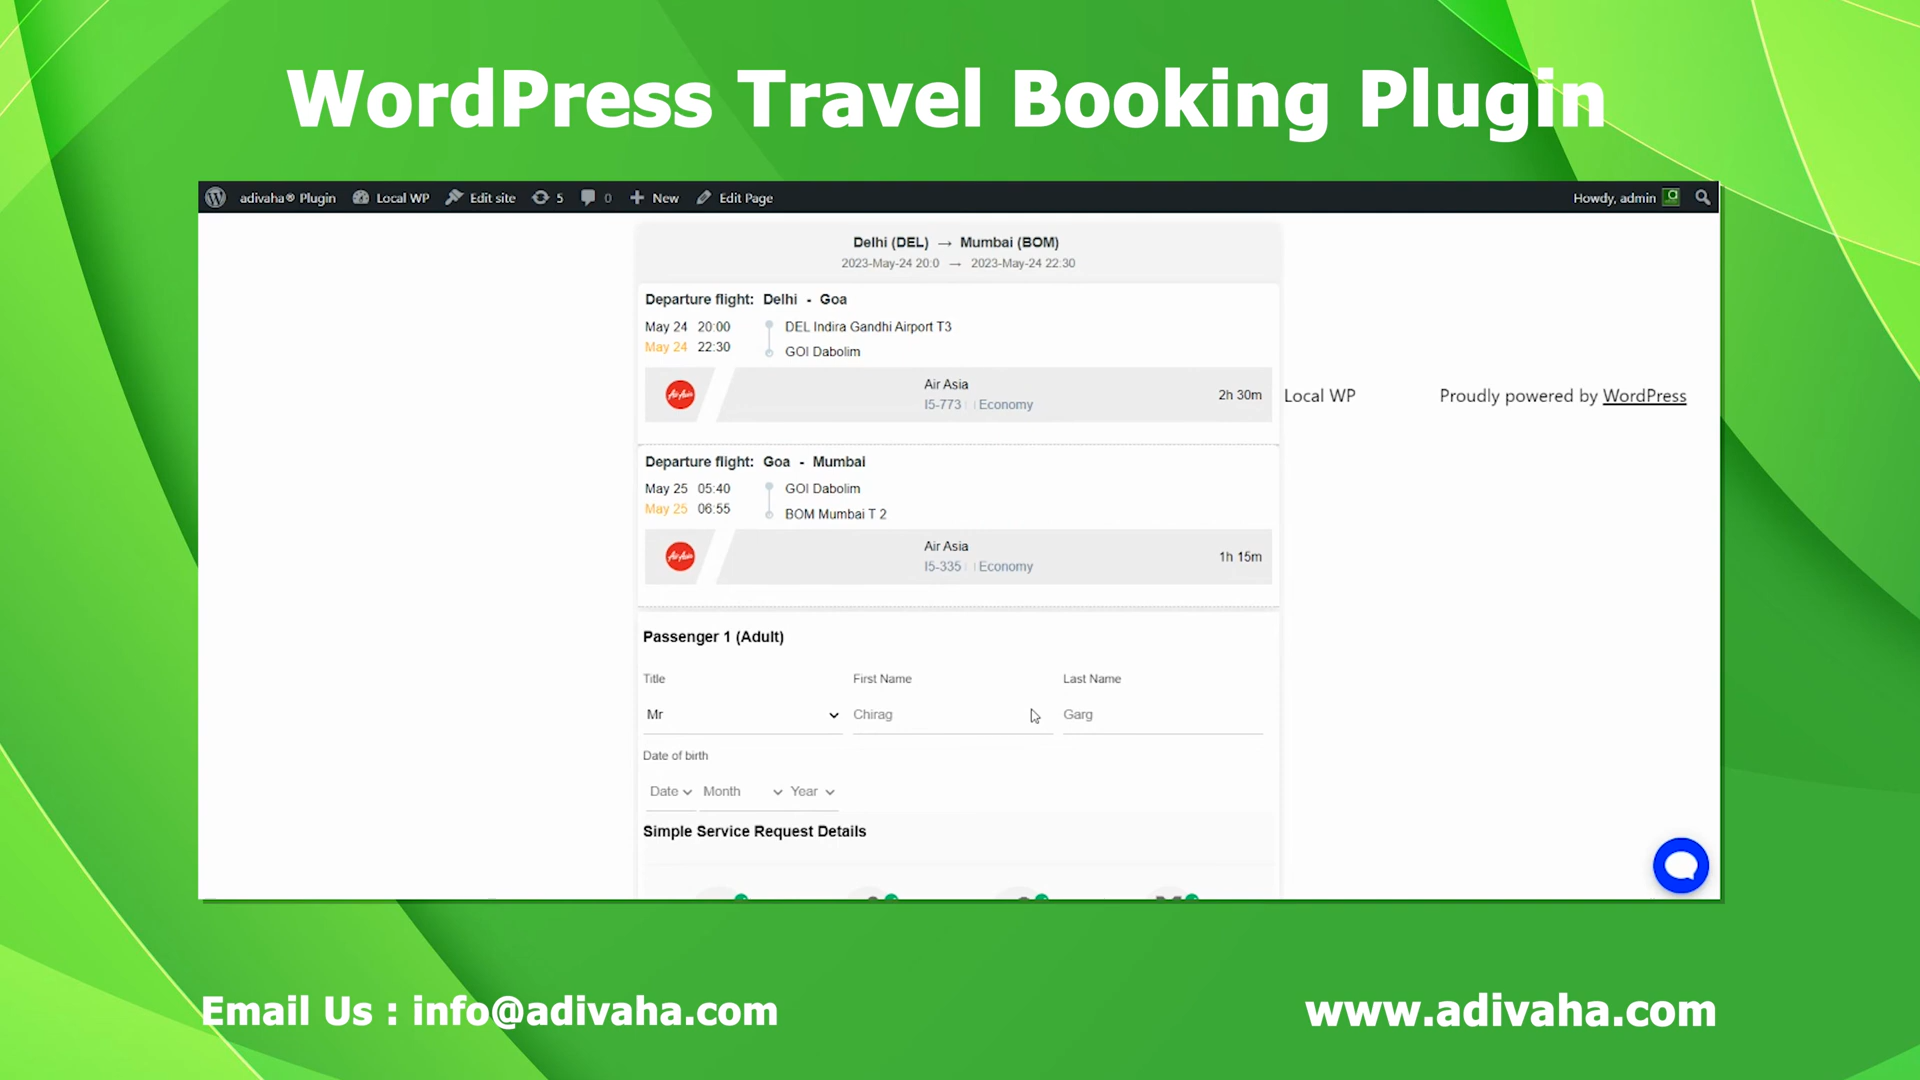 WordPress Travel Booking Plugin
adivaha® Plugin Local WP Edit site 5 0 New Edit Page Howdy, admin
Delhi (DEL) → Mumbai (BOM)
2023-May-24 20:0 → 2023-May-24 22:30
Departure flight: Delhi - Goa
May 24 20:00 DEL Indira Gandhi Airport T3
May 24 22:30 GOI Dabolim
Air Asia
AirAsia
I5-773 | | Economy
2h 30m
Local WP Proudly powered by WordPress
Departure flight: Goa - Mumbai
May 25 05:40 GOI Dabolim
May 25 06:55 BOM Mumbai T 2
Air Asia
AirAsia
I5-335 | | Economy
1h 15m
Passenger 1 (Adult)
Title First Name Last Name
Mr Chirag Garg
Date of birth
Date Month Year
Simple Service Request Details
Email Us : info@adivaha.com
www.adivaha.com